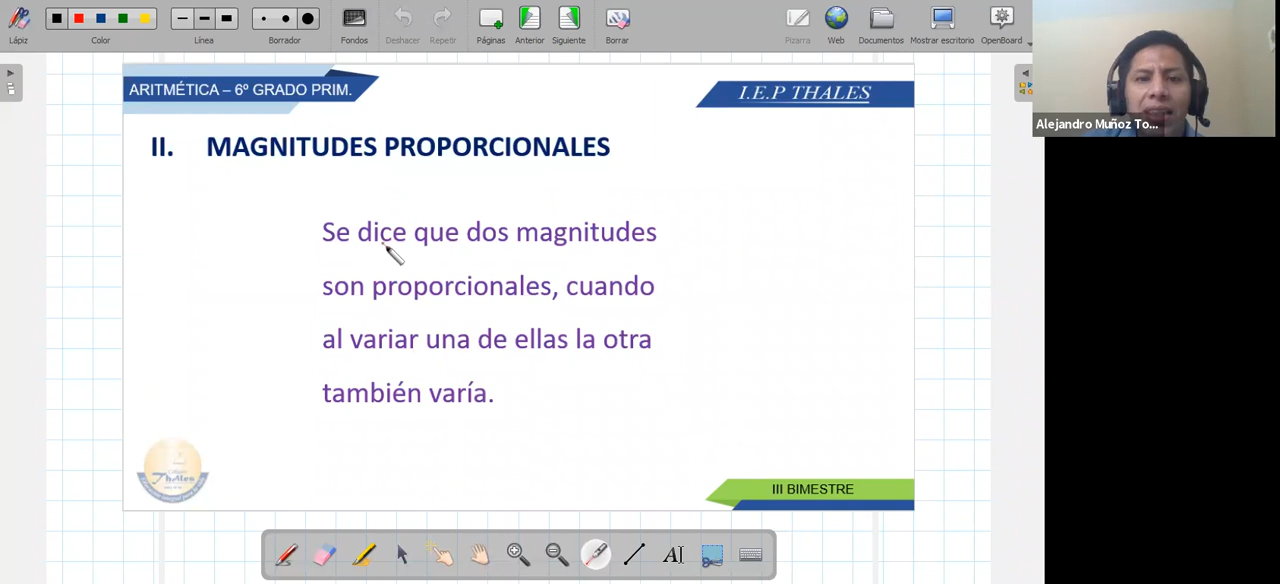 Lápiz
Color
Línea
Borrador
Fondos
Deshacer
Repetir
Páginas
Anterior
Siguiente
Borrar
Pizarra
Web
Documentos
Mostrar escritorio
OpenBoard
Alejandro Muñoz To...
ARITMÉTICA – 6º GRADO PRIM.
I.E.P THALES
II. MAGNITUDES PROPORCIONALES
Se dice que dos magnitudes
son proporcionales, cuando
al variar una de ellas la otra
también varía.
Thales
III BIMESTRE
AI